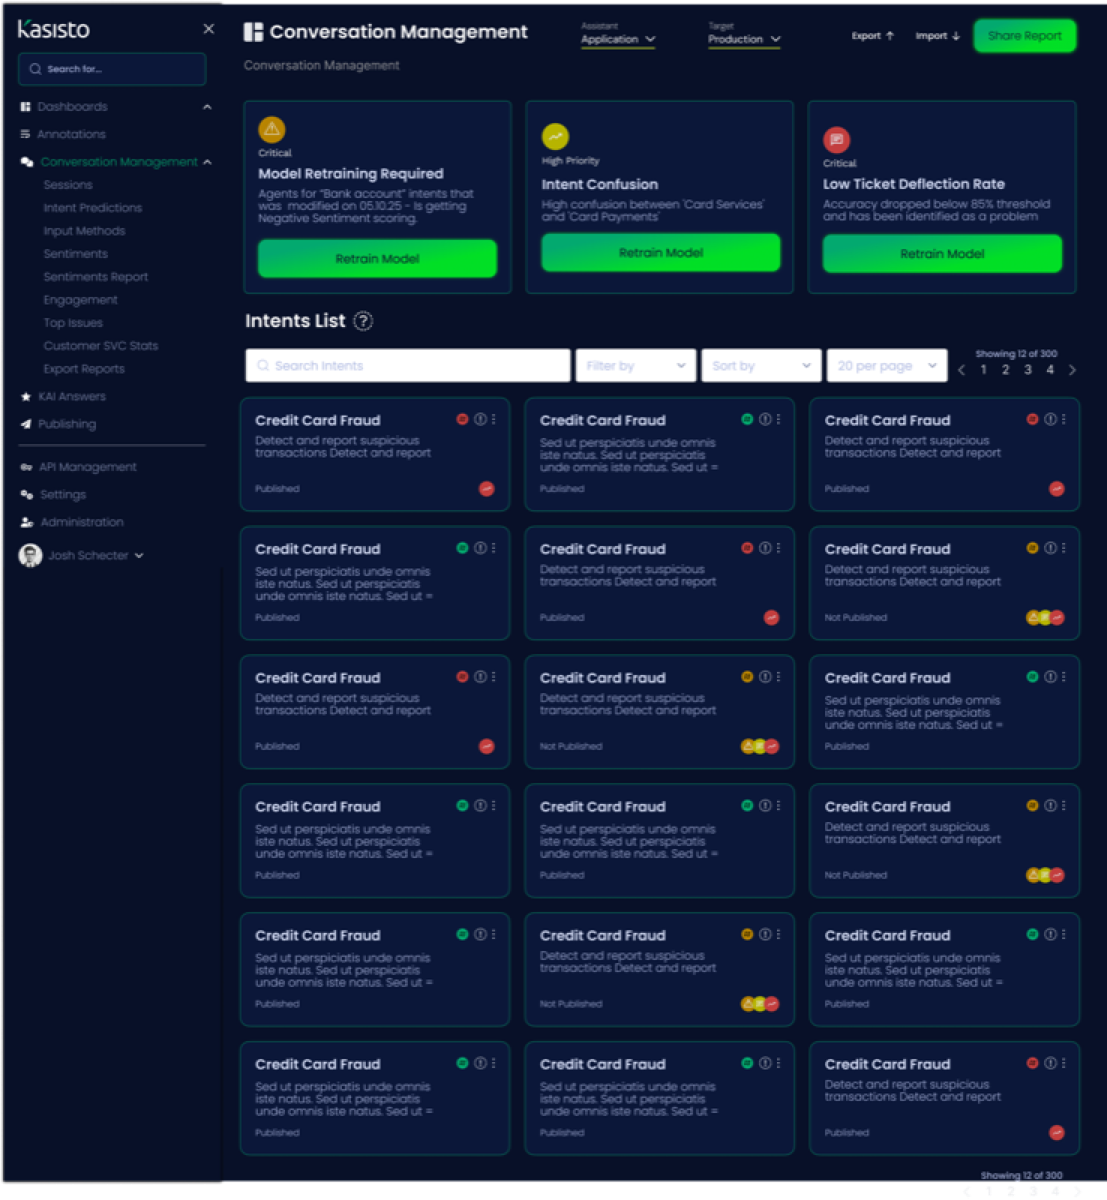 Kasisto
Search for...
Dashboards
Annotations
Conversation Management
Sessions
Intent Predictions
Input Methods
Sentiments
Sentiments Report
Engagement
Top Issues
Customer SVC Stats
Export Reports
KAI Answers
Publishing
API Management
Settings
Administration
Josh Schecter
Conversation Management
Conversation Management
Assistant
Application
Target
Production
Export
Import
Share Report
Critical
Model Retraining Required
Agents for "Bank account" intents that
was modified on 05.10.25 - Is getting
Negative Sentiment scoring.
Retrain Model
High Priority
Intent Confusion
High confusion between 'Card Services'
and 'Card Payments'
Retrain Model
Critical
Low Ticket Deflection Rate
Accuracy dropped below 85% threshold
and has been identified as a problem
Retrain Model
Intents List ?
Search Intents
Filter by
Sort by
20 per page
Showing 12 of 300
1 2 3 4
Credit Card Fraud
Detect and report suspicious
transactions Detect and report
Published
Credit Card Fraud
Sed ut perspiciatis unde omnis
iste natus. Sed ut perspiciatis
unde omnis iste natus. Sed ut =
Published
Credit Card Fraud
Detect and report suspicious
transactions Detect and report
Published
Credit Card Fraud
Sed ut perspiciatis unde omnis
iste natus. Sed ut perspiciatis
unde omnis iste natus. Sed ut =
Published
Credit Card Fraud
Detect and report suspicious
transactions Detect and report
Published
Credit Card Fraud
Detect and report suspicious
transactions Detect and report
Not Published
Credit Card Fraud
Detect and report suspicious
transactions Detect and report
Published
Credit Card Fraud
Detect and report suspicious
transactions Detect and report
Not Published
Credit Card Fraud
Sed ut perspiciatis unde omnis
iste natus. Sed ut perspiciatis
unde omnis iste natus. Sed ut =
Published
Credit Card Fraud
Sed ut perspiciatis unde omnis
iste natus. Sed ut perspiciatis
unde omnis iste natus. Sed ut =
Published
Credit Card Fraud
Sed ut perspiciatis unde omnis
iste natus. Sed ut perspiciatis
unde omnis iste natus. Sed ut =
Published
Credit Card Fraud
Detect and report suspicious
transactions Detect and report
Not Published
Credit Card Fraud
Sed ut perspiciatis unde omnis
iste natus. Sed ut perspiciatis
unde omnis iste natus. Sed ut =
Published
Credit Card Fraud
Detect and report suspicious
transactions Detect and report
Not Published
Credit Card Fraud
Sed ut perspiciatis unde omnis
iste natus. Sed ut perspiciatis
unde omnis iste natus. Sed ut =
Published
Credit Card Fraud
Sed ut perspiciatis unde omnis
iste natus. Sed ut perspiciatis
unde omnis iste natus. Sed ut =
Published
Credit Card Fraud
Sed ut perspiciatis unde omnis
iste natus. Sed ut perspiciatis
unde omnis iste natus. Sed ut =
Published
Credit Card Fraud
Detect and report suspicious
transactions Detect and report
Published
Showing 12 of 300
1 2 3 4